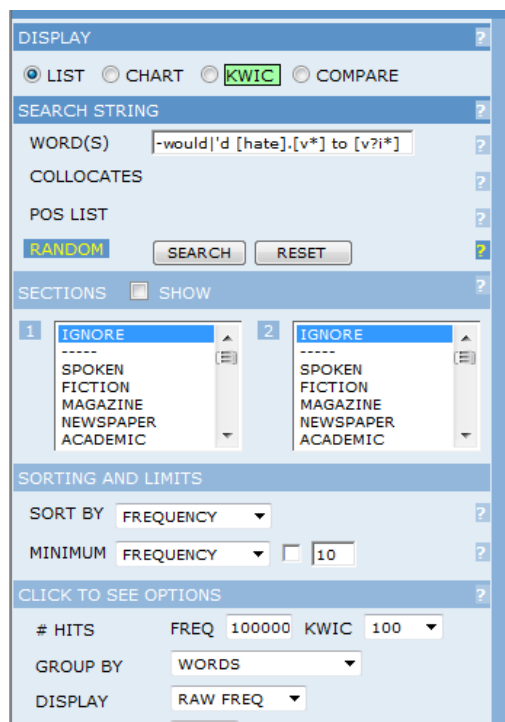 DISPLAY ?
LIST CHART KWIC COMPARE
SEARCH STRING ?
WORD(S) -would|'d [hate].[v*] to [v?i*] ?
COLLOCATES ?
POS LIST ?
RANDOM SEARCH RESET ?
SECTIONS SHOW ?
1 IGNORE 2 IGNORE
----- -----
SPOKEN SPOKEN
FICTION FICTION
MAGAZINE MAGAZINE
NEWSPAPER NEWSPAPER
ACADEMIC ACADEMIC
SORTING AND LIMITS
SORT BY FREQUENCY ?
MINIMUM FREQUENCY 10 ?
CLICK TO SEE OPTIONS ?
# HITS FREQ 100000 KWIC 100
GROUP BY WORDS
DISPLAY RAW FREQ